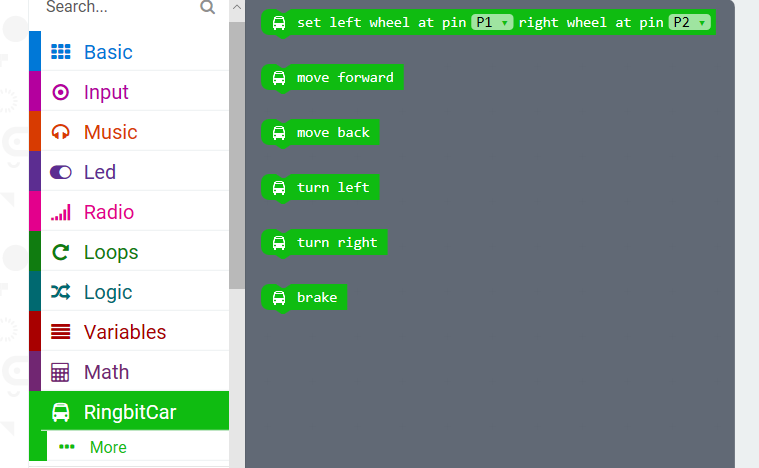 Search...
Basic
Input
Music
Led
Radio
Loops
Logic
Variables
Math
RingbitCar
More
set left wheel at pin P1 right wheel at pin P2
move forward
move back
turn left
turn right
brake